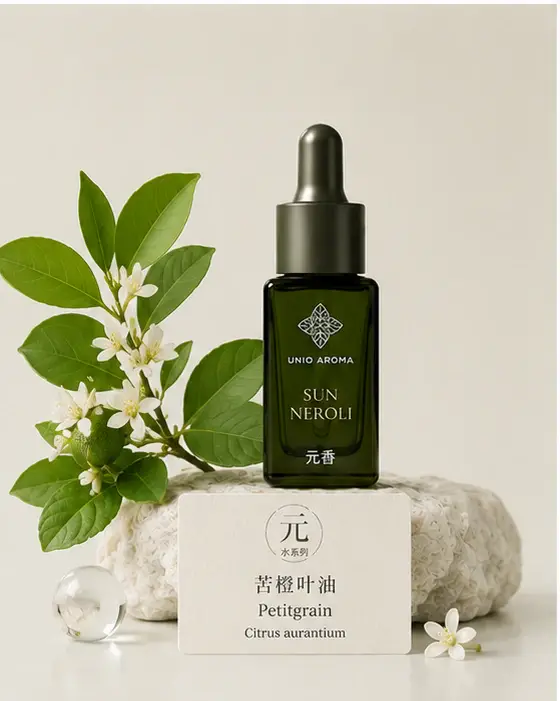 UNIO AROMA
SUN
NEROLI
元香
元
水系列
苦橙叶油
Petitgrain
Citrus aurantium